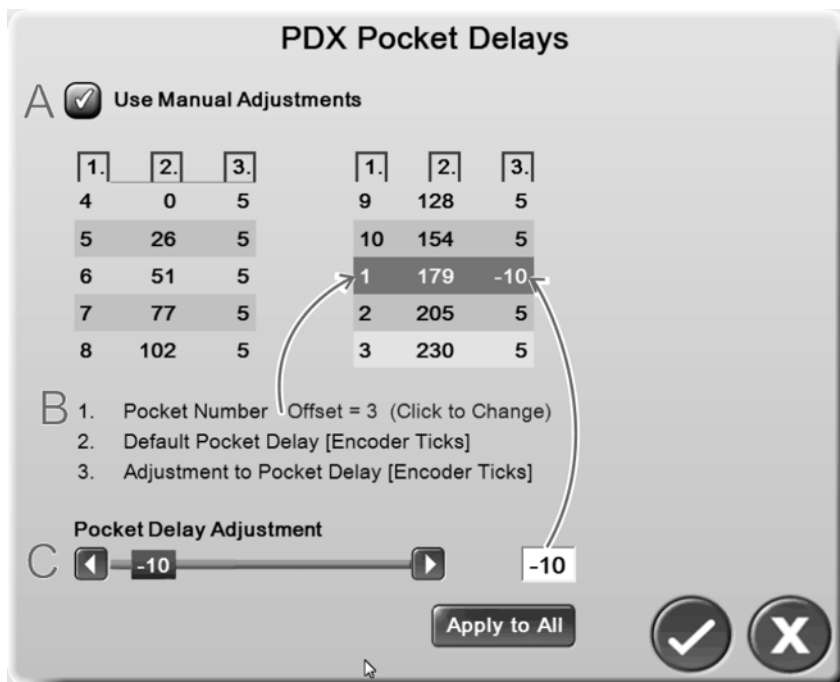 PDX Pocket Delays
A Use Manual Adjustments
1. 2. 3. 1. 2. 3.
4 0 5 9 128 5
5 26 5 10 154 5
6 51 5 1 179 -10
7 77 5 2 205 5
8 102 5 3 230 5
B 1. Pocket Number Offset = 3 (Click to Change)
2. Default Pocket Delay [Encoder Ticks]
3. Adjustment to Pocket Delay [Encoder Ticks]
Pocket Delay Adjustment
C -10 -10
Apply to All X